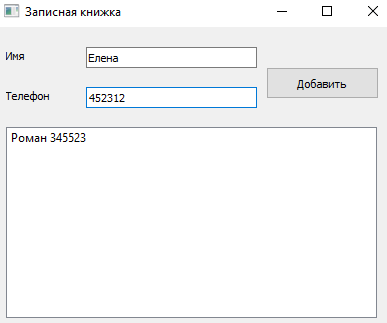 Записная книжка
Имя
Елена
Добавить
Телефон
452312
Роман 345523